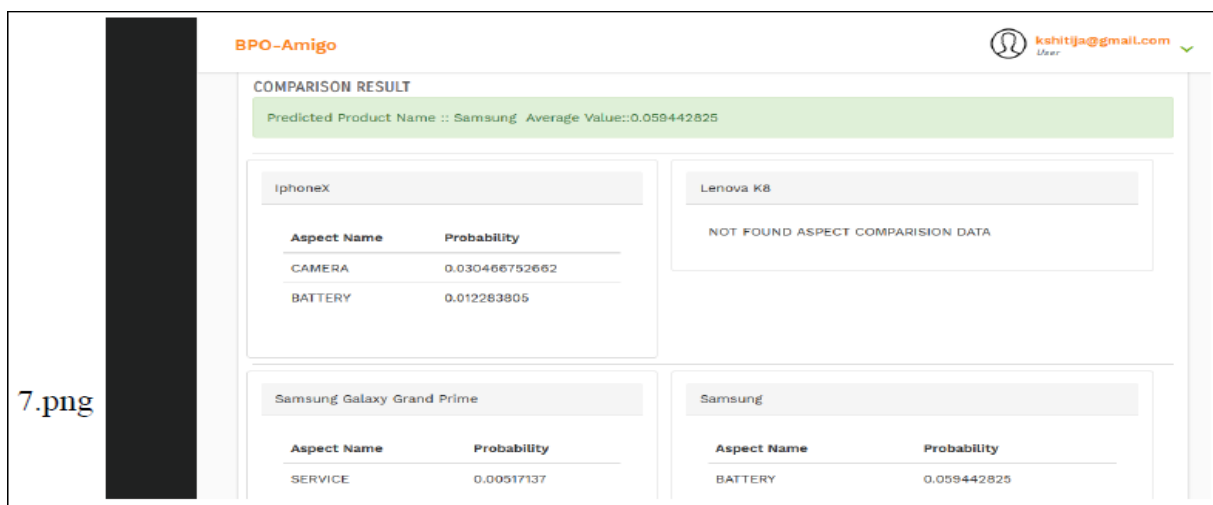 BPO-Amigo
kshitija@gmail.com
User
COMPARISON RESULT
Predicted Product Name :: Samsung Average Value::0.059442825
IphoneX
Aspect Name Probability
CAMERA 0.030466752662
BATTERY 0.012283805
Lenova K8
NOT FOUND ASPECT COMPARISION DATA
7.png
Samsung Galaxy Grand Prime
Aspect Name Probability
SERVICE 0.00517137
Samsung
Aspect Name Probability
BATTERY 0.059442825